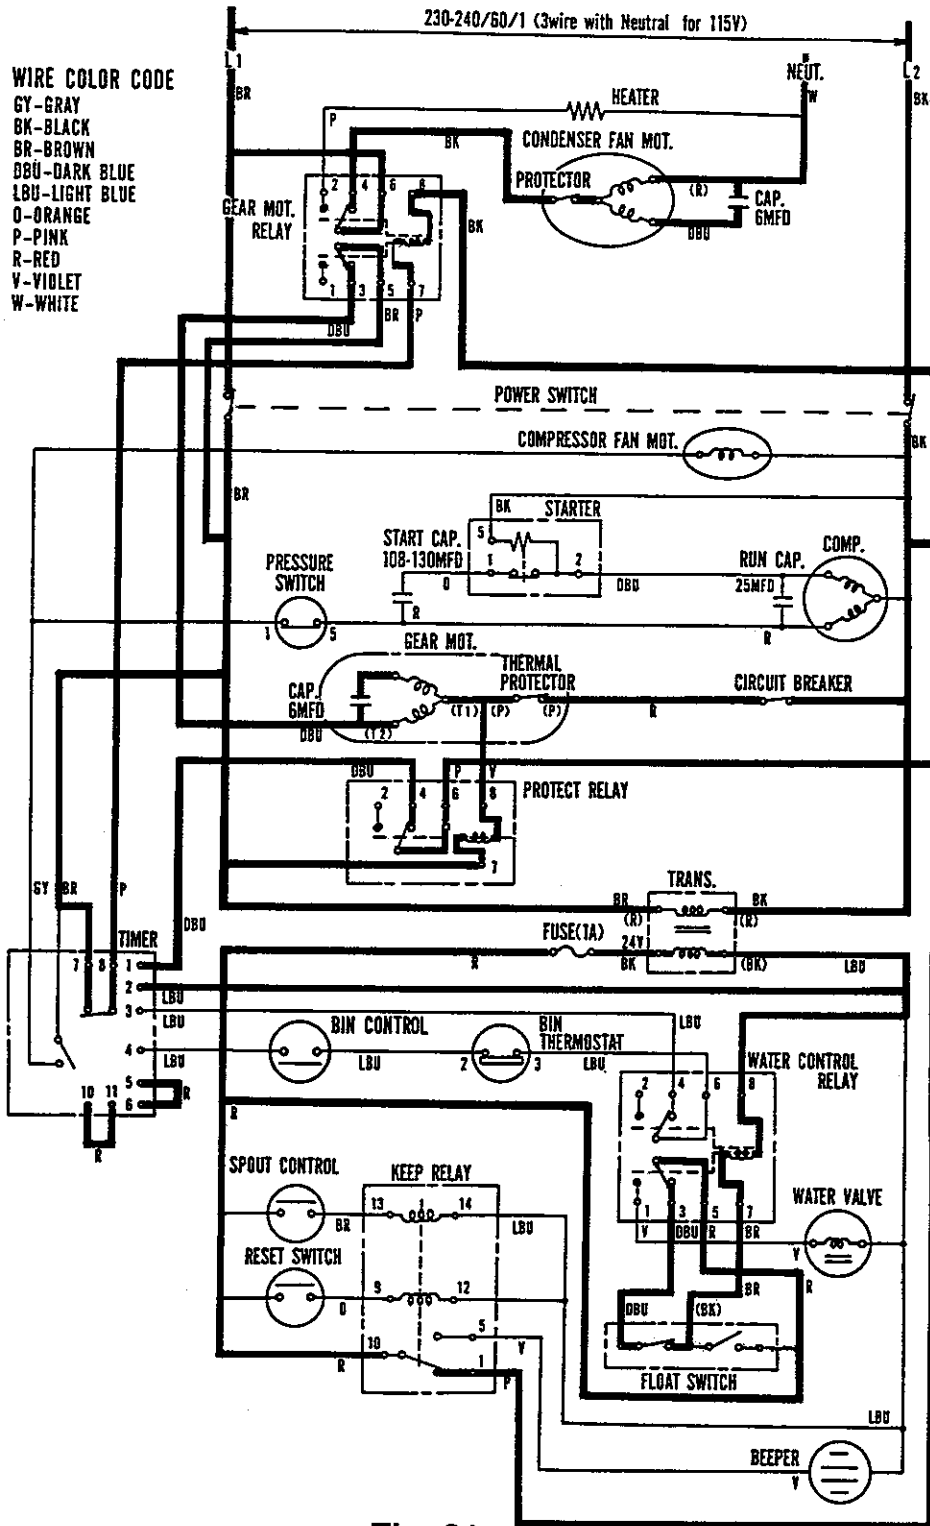 230-240/60/1 (3wire with Neutral for 115V)
L1
NEUT.
L2
WIRE COLOR CODE
GY-GRAY
BK-BLACK
BR-BROWN
DBU-DARK BLUE
LBU-LIGHT BLUE
O-ORANGE
P-PINK
R-RED
V-VIOLET
W-WHITE
BR
W
BK
P
HEATER
BK
CONDENSER FAN MOT.
PROTECTOR
(R)
CAP.
6MFD
DBU
GEAR MOT.
RELAY
2 4 6 8
BK
1 3 5 7
DBU
BR
P
POWER SWITCH
COMPRESSOR FAN MOT.
BK
BR
BK
STARTER
START CAP.
108-130MFD
5
1
2
O
DBU
R
RUN CAP.
25MFD
COMP.
R
PRESSURE
SWITCH
1 5
GEAR MOT.
THERMAL
PROTECTOR
CIRCUIT BREAKER
CAP.
6MFD
(T1) (P) (P)
R
DBU
(T2)
DBU
P
V
2 4 6 8
PROTECT RELAY
7
GY
BR
P
DBU
TRANS.
BR
(R)
BK
(R)
FUSE(1A)
24V
BK
(BK)
LBU
R
TIMER
7 8 1
2
LBU
3
LBU
4
LBU
5
6
R
10 11
R
BIN CONTROL
LBU
BIN
THERMOSTAT
2 3
LBU
LBU
WATER CONTROL
RELAY
2 4 6 8
1 3 5 7
V
DBU
R
BR
WATER VALVE
V
R
SPOUT CONTROL
BR
KEEP RELAY
13 14
LBU
RESET SWITCH
O
9 12
5
V
10
1
R
P
DBU
(BK)
BR
R
FLOAT SWITCH
LBU
BEEPER
V